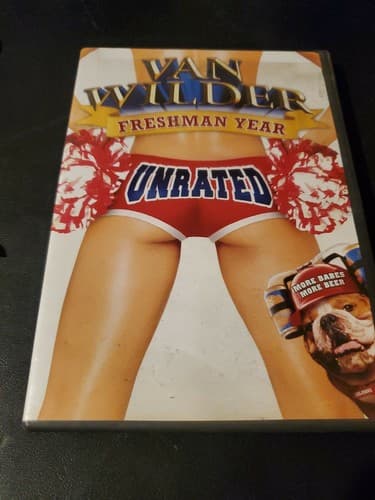 VAN
WILDER
FRESHMAN YEAR
UNRATED
MORE BABES
MORE BEER